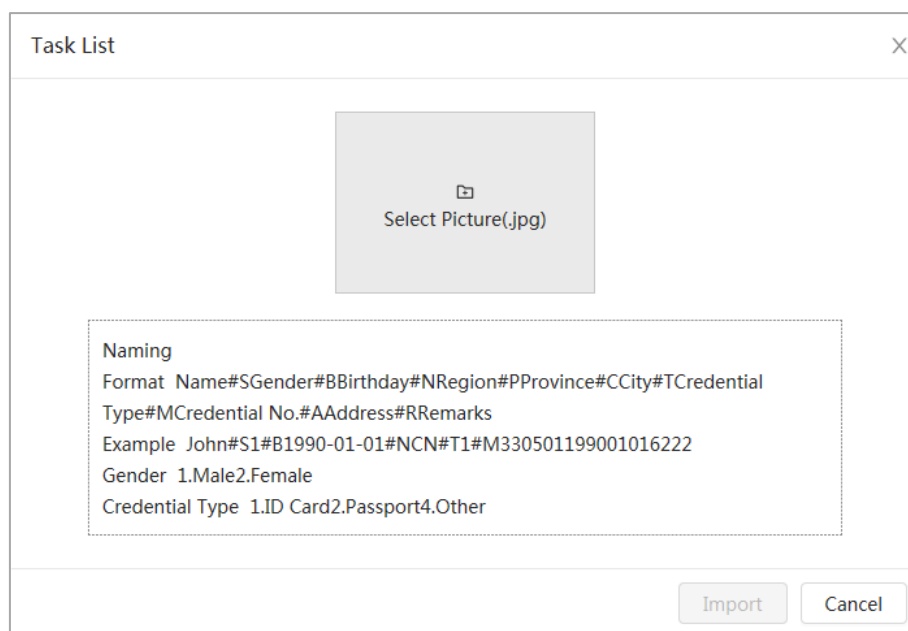 Task List
Select Picture(.jpg)
Naming
Format Name#SGender#BBirthday#NRegion#PProvince#CCity#TCredential
Type#MCredential No.#AAddress#RRemarks
Example John#S1#B1990-01-01#NCN#T1#M330501199001016222
Gender 1.Male2.Female
Credential Type 1.ID Card2.Passport4.Other
Import Cancel